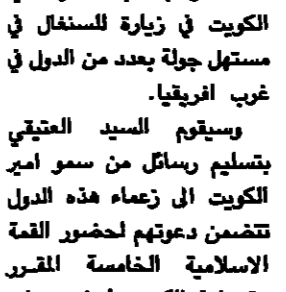 الكويت في زيارة للسنغال في
مستهل جولة بعدد من الدول في
غرب افريقيا.
وسيقوم السيد العتيقي
بتسليم رسائل من سمو امير
الكويت الى زعماء هذه الدول
تتضمن دعوتهم لحضور القمة
الاسلامية الخامسة المقرر